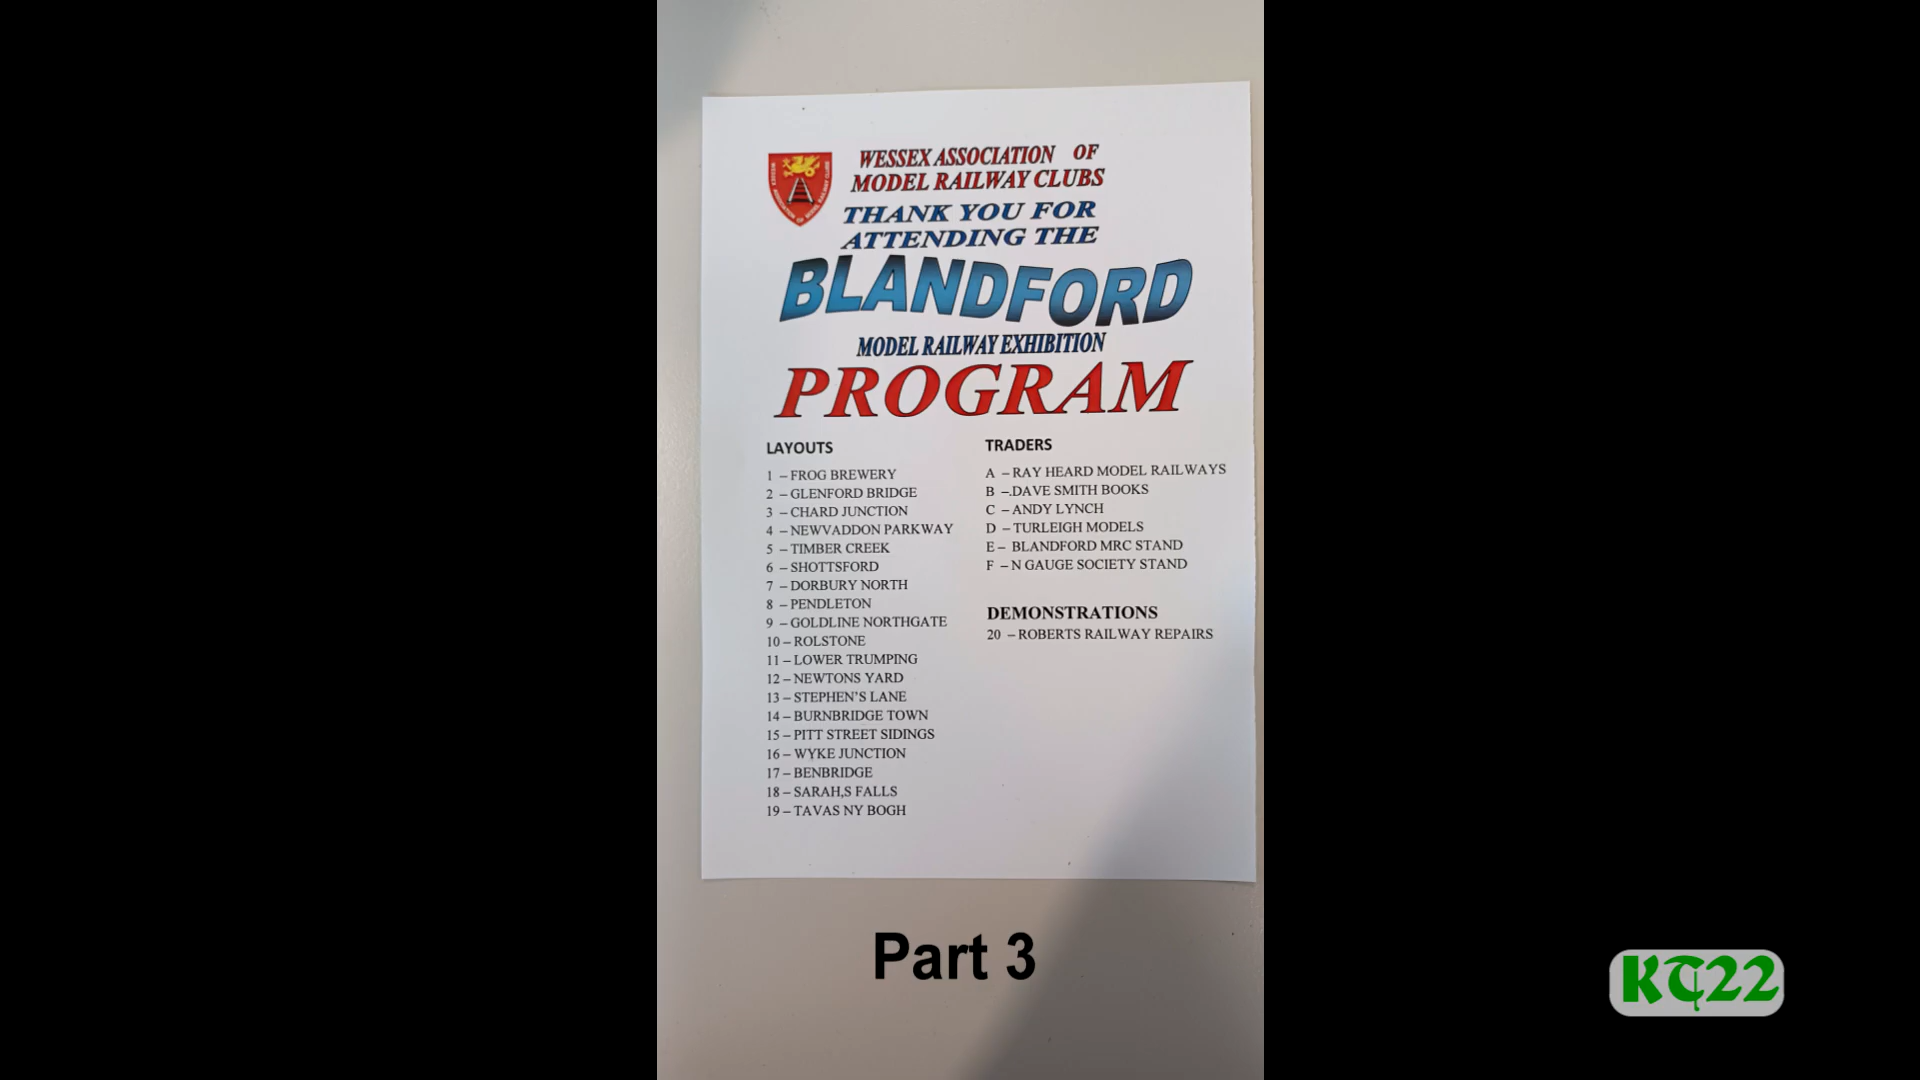 WESSEX ASSOCIATION OF
MODEL RAILWAY CLUBS
THANK YOU FOR
ATTENDING THE
BLANDFORD
MODEL RAILWAY EXHIBITION
PROGRAM
LAYOUTS
1 – FROG BREWERY
2 – GLENFORD BRIDGE
3 – CHARD JUNCTION
4 – NEWVADDON PARKWAY
5 – TIMBER CREEK
6 – SHOTTSFORD
7 – DORBURY NORTH
8 – PENDLETON
9 – GOLDLINE NORTHGATE
10 – ROLSTONE
11 – LOWER TRUMPING
12 – NEWTONS YARD
13 – STEPHEN'S LANE
14 – BURNBRIDGE TOWN
15 – PITT STREET SIDINGS
16 – WYKE JUNCTION
17 – BENBRIDGE
18 – SARAH,S FALLS
19 – TAVAS NY BOGH
TRADERS
A – RAY HEARD MODEL RAILWAYS
B –.DAVE SMITH BOOKS
C – ANDY LYNCH
D – TURLEIGH MODELS
E – BLANDFORD MRC STAND
F – N GAUGE SOCIETY STAND
DEMONSTRATIONS
20 – ROBERTS RAILWAY REPAIRS
Part 3
KT22